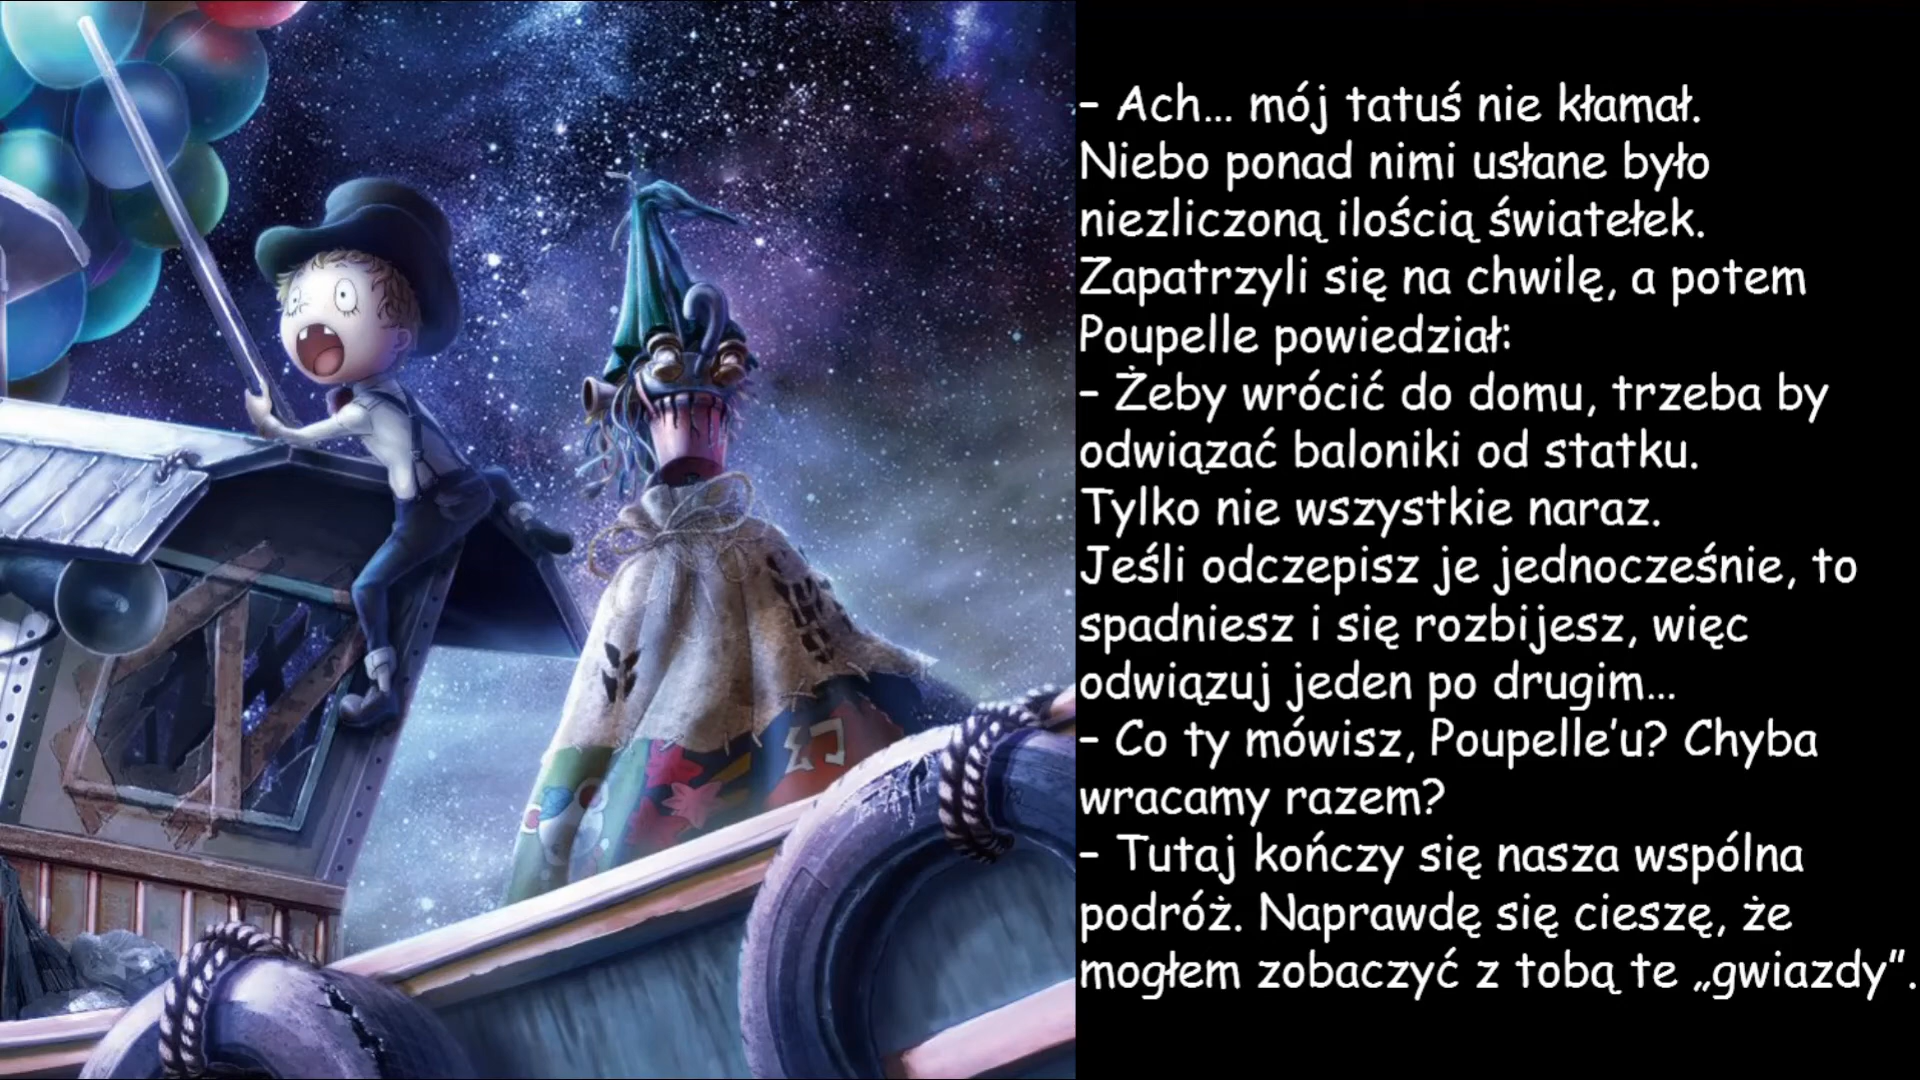 – Ach... mój tatuś nie kłamał.
Niebo ponad nimi usłane było
niezliczoną ilością światełek.
Zapatrzyli się na chwilę, a potem
Poupelle powiedział:
– Żeby wrócić do domu, trzeba by
odwiązać baloniki od statku.
Tylko nie wszystkie naraz.
Jeśli odczepisz je jednocześnie, to
spadniesz i się rozbijesz, więc
odwiązuj jeden po drugim...
– Co ty mówisz, Poupelle’u? Chyba
wracamy razem?
– Tutaj kończy się nasza wspólna
podróż. Naprawdę się cieszę, że
mogłem zobaczyć z tobą te „gwiazdy”.
幻